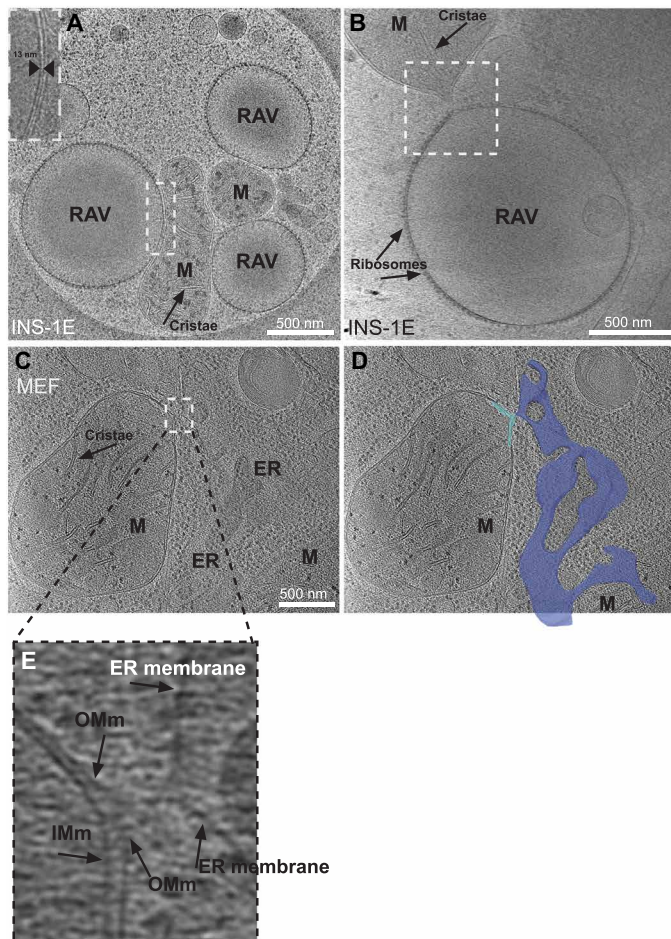 A
13 nm
RAV
RAV
M
RAV
M
Cristae
INS-1E
500 nm
B
M
Cristae
RAV
Ribosomes
INS-1E
500 nm
C
MEF
Cristae
ER
M
ER
M
500 nm
D
M
M
E
ER membrane
OMm
IMm
ER membrane
OMm